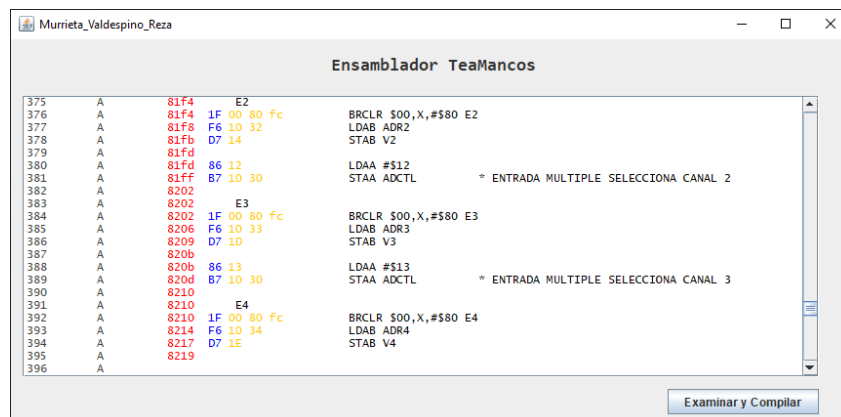 Murrieta_Valdespino_Reza
Ensamblador TeaMancos
375 A 81f4 E2
376 A 81f4 1F 00 80 fc BRCLR $00,X,#$80 E2
377 A 81f8 F6 10 32 LDAB ADR2
378 A 81fb D7 14 STAB V2
379 A 81fd
380 A 81fd 86 12 LDAA #$12
381 A 81ff B7 10 30 STAA ADCTL * ENTRADA MULTIPLE SELECCIONA CANAL 2
382 A 8202
383 A 8202 E3
384 A 8202 1F 00 80 fc BRCLR $00,X,#$80 E3
385 A 8206 F6 10 33 LDAB ADR3
386 A 8209 D7 1D STAB V3
387 A 820b
388 A 820b 86 13 LDAA #$13
389 A 820d B7 10 30 STAA ADCTL * ENTRADA MULTIPLE SELECCIONA CANAL 3
390 A 8210
391 A 8210 E4
392 A 8210 1F 00 80 fc BRCLR $00,X,#$80 E4
393 A 8214 F6 10 34 LDAB ADR4
394 A 8217 D7 1E STAB V4
395 A 8219
396 A
Examinar y Compilar